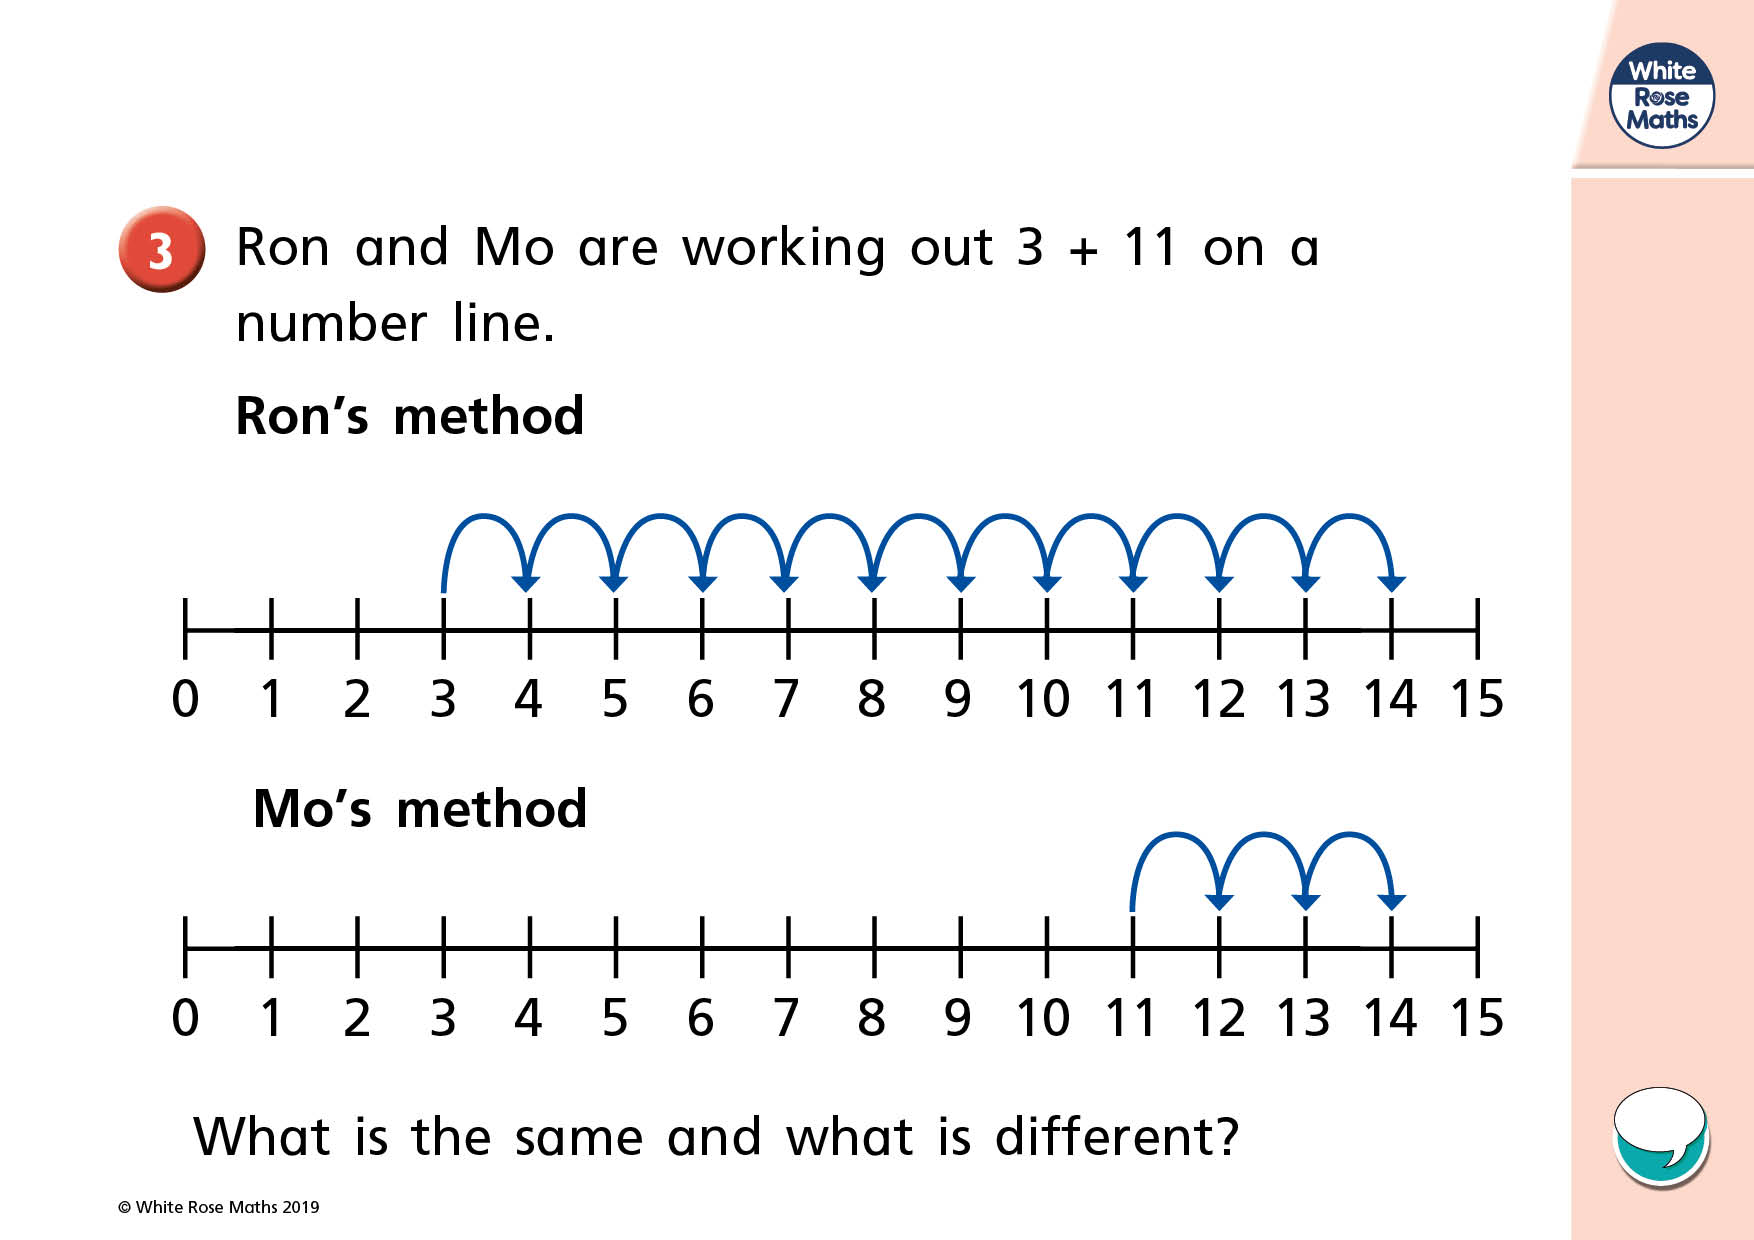 White
Rose
Maths
3
Ron and Mo are working out 3 + 11 on a
number line.
Ron’s method
0 1 2 3 4 5 6 7 8 9 10 11 12 13 14 15
Mo’s method
0 1 2 3 4 5 6 7 8 9 10 11 12 13 14 15
What is the same and what is different?
© White Rose Maths 2019